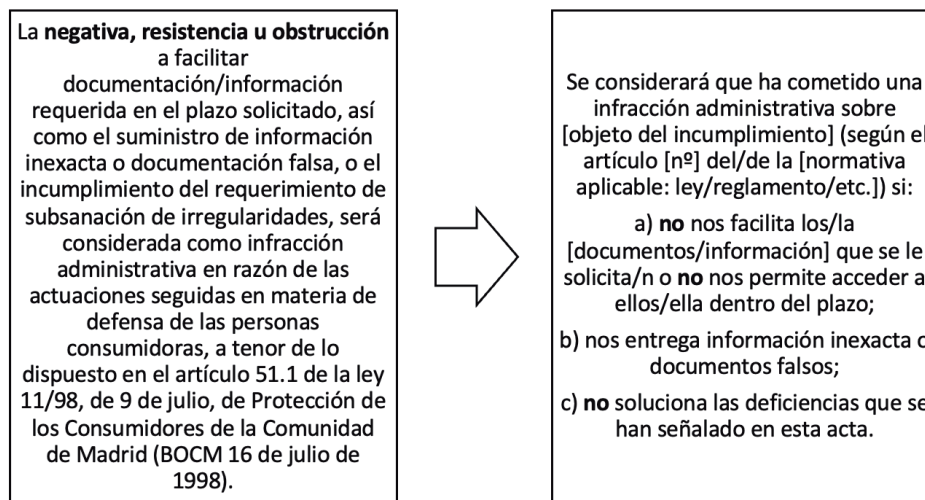 La negativa, resistencia u obstrucción
a facilitar
documentación/información
requerida en el plazo solicitado, así
como el suministro de información
inexacta o documentación falsa, o el
incumplimiento del requerimiento de
subsanación de irregularidades, será
considerada como infracción
administrativa en razón de las
actuaciones seguidas en materia de
defensa de las personas
consumidoras, a tenor de lo
dispuesto en el artículo 51.1 de la ley
11/98, de 9 de julio, de Protección de
los Consumidores de la Comunidad
de Madrid (BOCM 16 de julio de
1998).
Se considerará que ha cometido una
infracción administrativa sobre
[objeto del incumplimiento] (según el
artículo [nº] del/de la [normativa
aplicable: ley/reglamento/etc.]) si:
a) no nos facilita los/la
[documentos/información] que se le
solicita/n o no nos permite acceder a
ellos/ella dentro del plazo;
b) nos entrega información inexacta o
documentos falsos;
c) no soluciona las deficiencias que se
han señalado en esta acta.